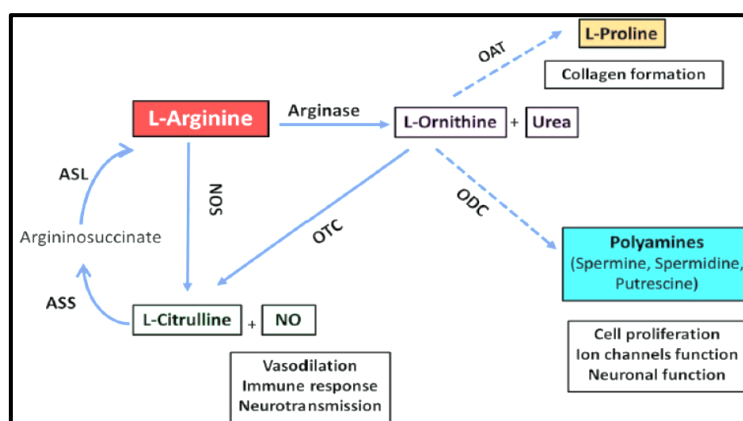 OAT
L-Proline
Collagen formation
L-Arginine
Arginase
L-Ornithine + Urea
ASL
NOS
OTC
ODC
Argininosuccinate
Polyamines
(Spermine, Spermidine,
Putrescine)
ASS
L-Citrulline + NO
Cell proliferation
Ion channels function
Neuronal function
Vasodilation
Immune response
Neurotransmission